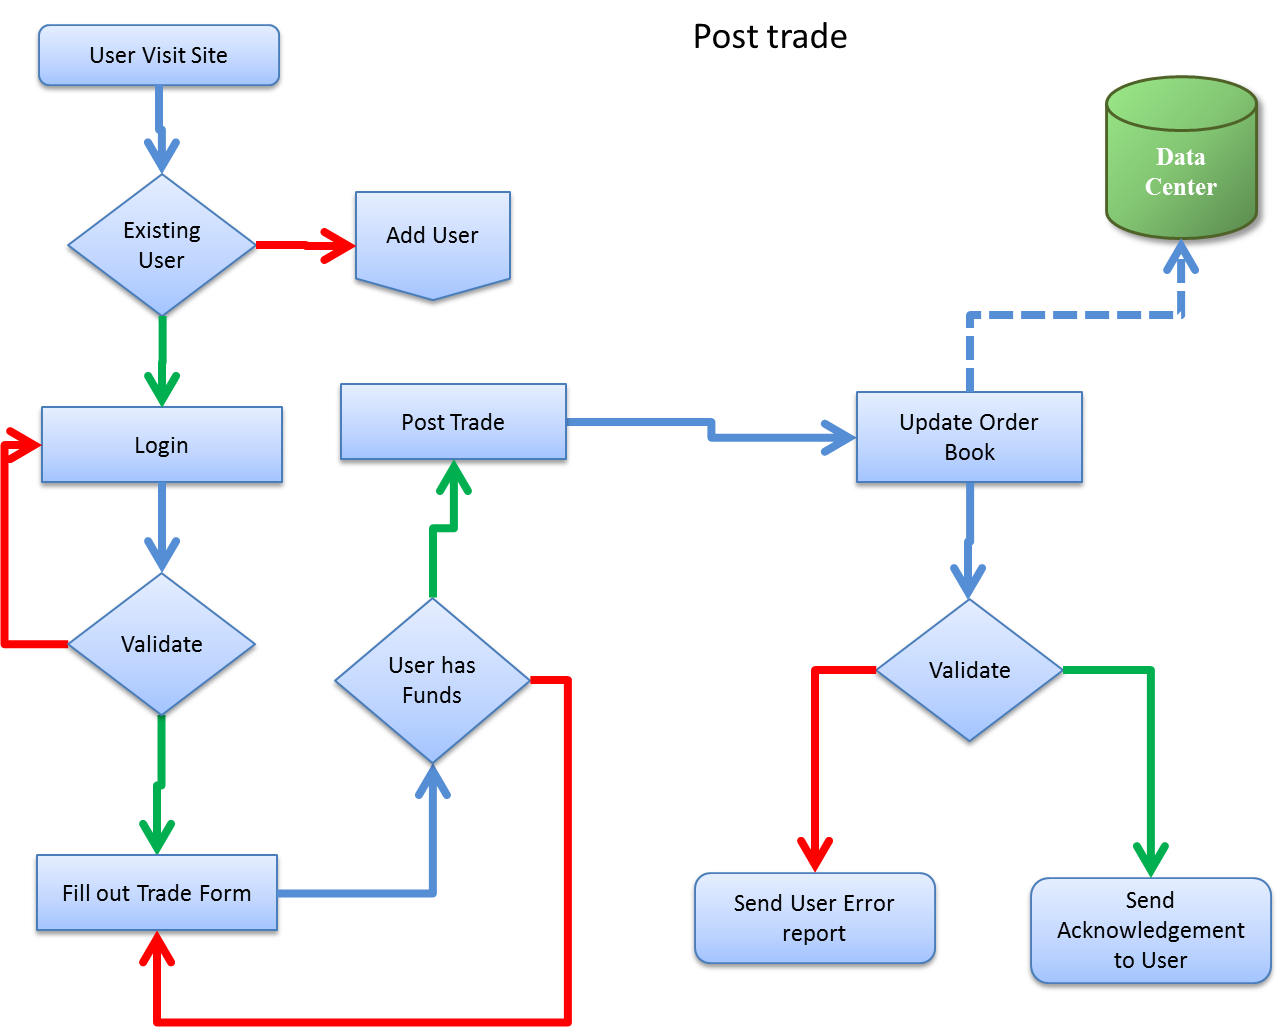 Post trade
User Visit Site
Data
Center
Existing
User
Add User
Login
Post Trade
Update Order
Book
Validate
User has
Funds
Validate
Fill out Trade Form
Send User Error
report
Send
Acknowledgement
to User